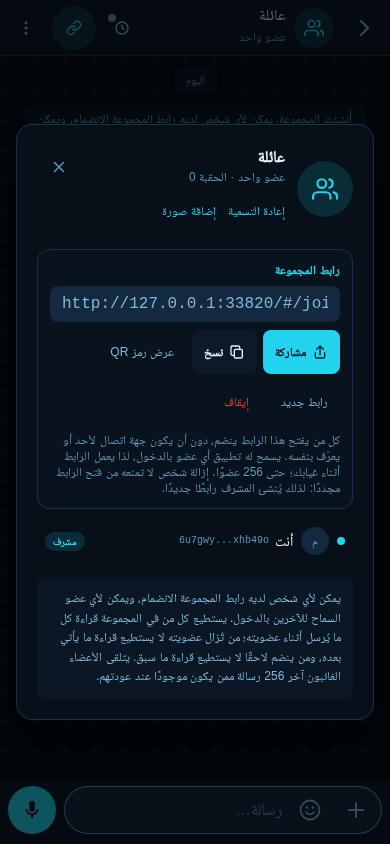 عائلة
عضو واحد
اليوم
أنشئت المجموعة. يمكن لأي شخص لديه رابط المجموعة الانضمام، ويمكن
عائلة
عضو واحد · الحقبة 0
إعادة التسمية إضافة صورة
رابط المجموعة
http://127.0.0.1:33820/#/joi
مشاركة
نسخ
عرض رمز QR
رابط جديد
إيقاف
كل من يفتح هذا الرابط ينضم، دون أن يكون جهة اتصال لأحد أو
يعرّف بنفسه. يسمح له تطبيق أي عضو بالدخول، لذا يعمل الرابط
أثناء غيابك؛ حتى 256 عضوًا. إزالة شخص لا تمنعه من فتح الرابط
مجددًا: لذلك يُنشئ المشرف رابطًا جديدًا.
م
أنت
6u7gwy...xhb49o
مشرف
يمكن لأي شخص لديه رابط المجموعة الانضمام، ويمكن لأي عضو
السماح للآخرين بالدخول. يستطيع كل من في المجموعة قراءة كل
ما يُرسل أثناء عضويته؛ من تُزال عضويته لا يستطيع قراءة ما يأتي
بعده، ومن ينضم لاحقًا لا يستطيع قراءة ما سبق. يتلقى الأعضاء
الغائبون آخر 256 رسالة ممن يكون موجودًا عند عودتهم.
رسالة...